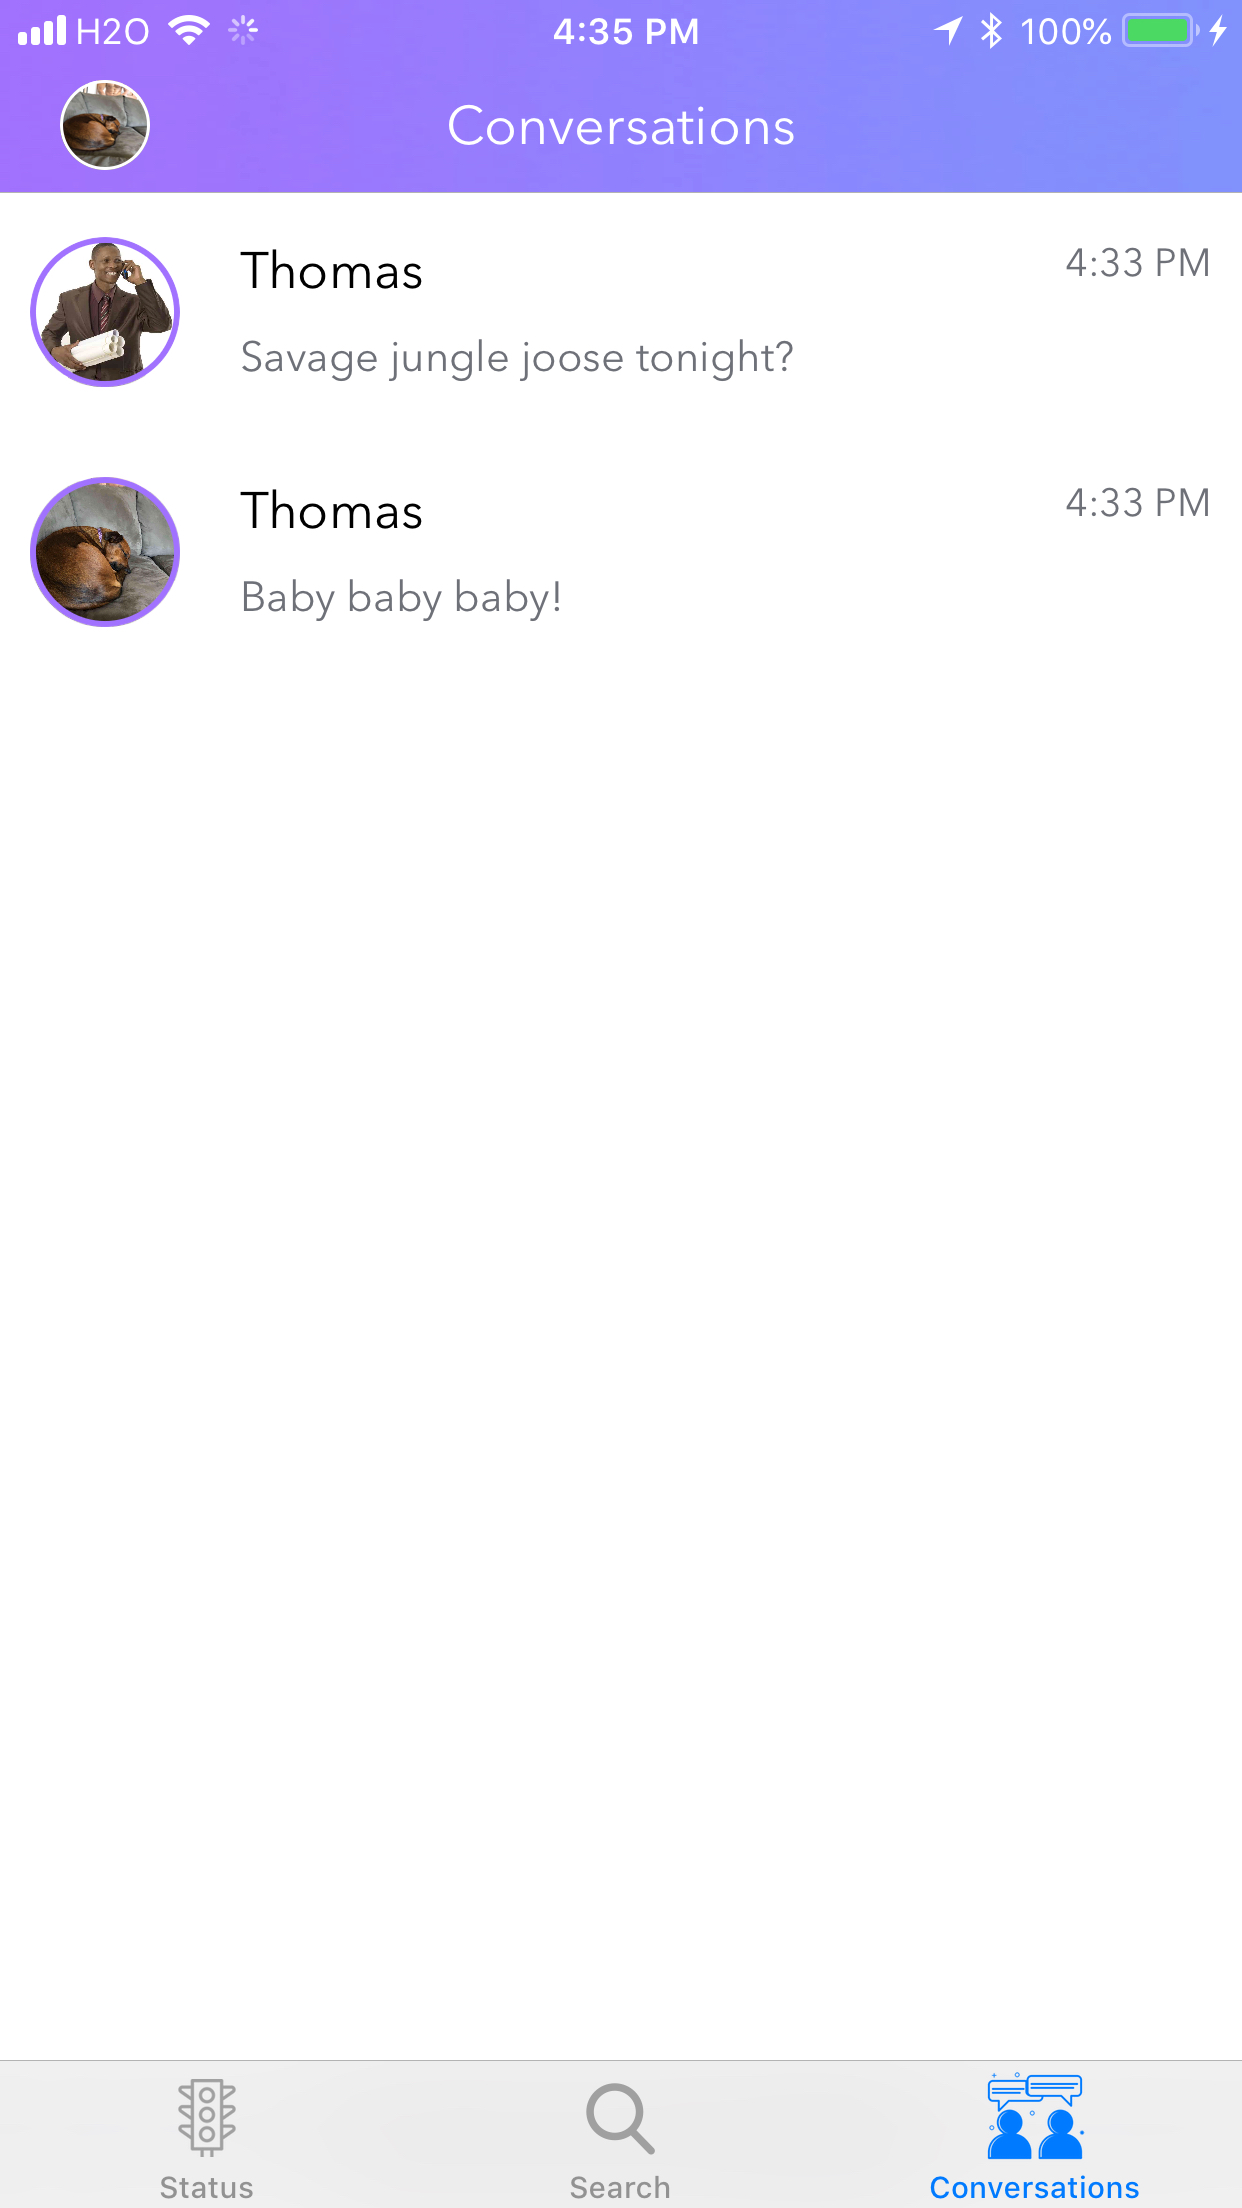 H2O 4:35 PM 100%
Conversations
Thomas 4:33 PM
Savage jungle joose tonight?
Thomas 4:33 PM
Baby baby baby!
Status Search Conversations